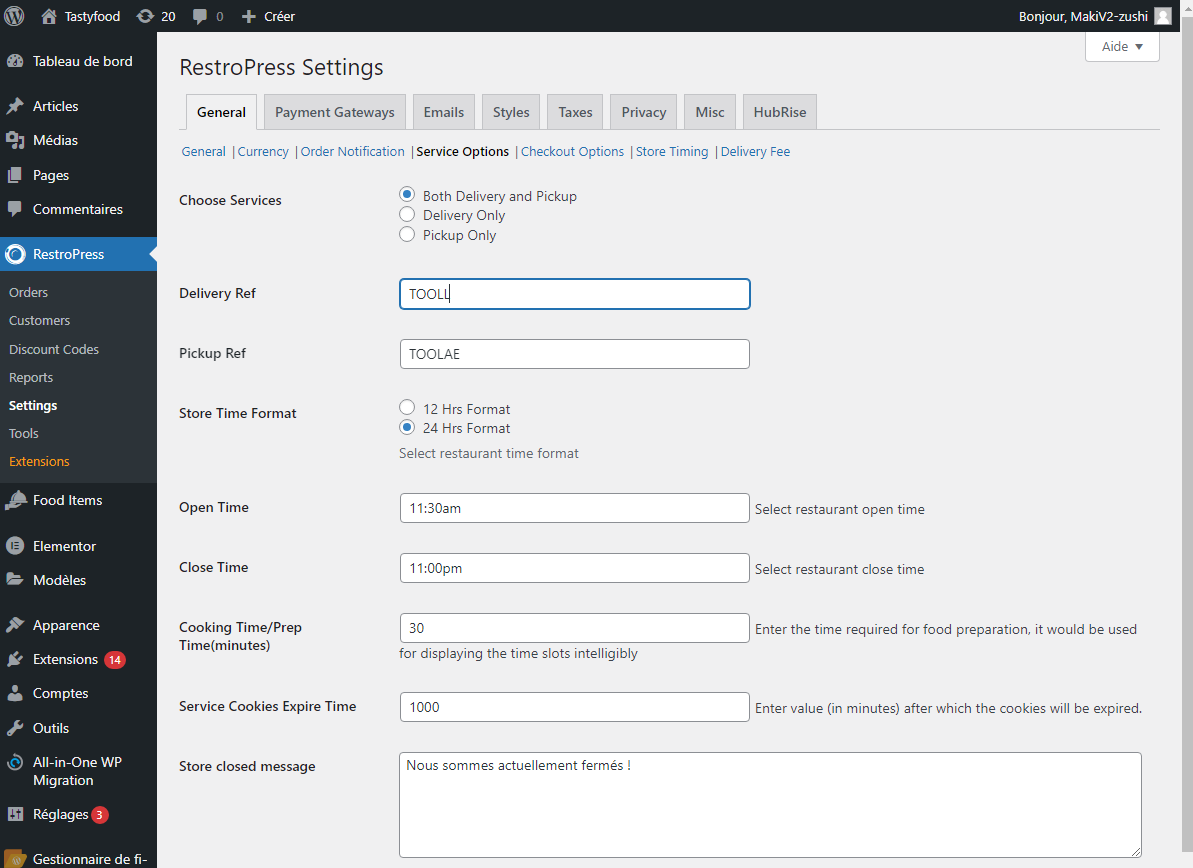 Tastyfood 20 0 Créer Bonjour, MakiV2-zushi
Aide ▼
Tableau de bord
Articles
Médias
Pages
Commentaires
RestroPress
Orders
Customers
Discount Codes
Reports
Settings
Tools
Extensions
Food Items
Elementor
Modèles
Apparence
Extensions 14
Comptes
Outils
All-in-One WP
Migration
Réglages 3
Gestionnaire de fi-
RestroPress Settings
General Payment Gateways Emails Styles Taxes Privacy Misc HubRise
General | Currency | Order Notification | Service Options | Checkout Options | Store Timing | Delivery Fee
Choose Services
Both Delivery and Pickup
Delivery Only
Pickup Only
Delivery Ref TOOLL
Pickup Ref TOOLAE
Store Time Format
12 Hrs Format
24 Hrs Format
Select restaurant time format
Open Time 11:30am Select restaurant open time
Close Time 11:00pm Select restaurant close time
Cooking Time/Prep
Time(minutes)
30 Enter the time required for food preparation, it would be used
for displaying the time slots intelligibly
Service Cookies Expire Time 1000 Enter value (in minutes) after which the cookies will be expired.
Store closed message Nous sommes actuellement fermés !